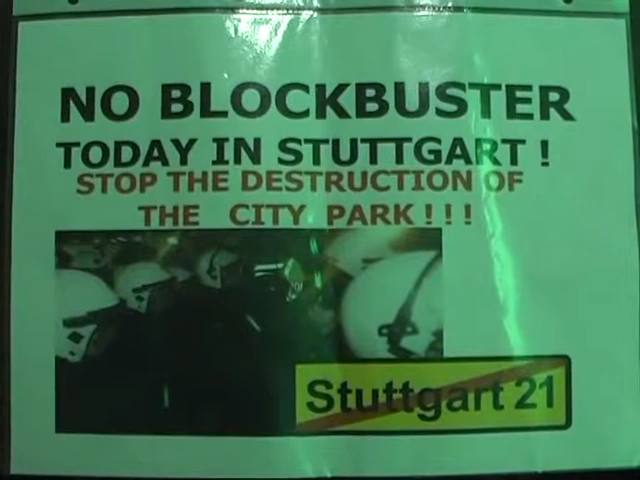 NO BLOCKBUSTER
TODAY IN STUTTGART !
STOP THE DESTRUCTION OF
THE CITY PARK ! ! !
Stuttgart 21